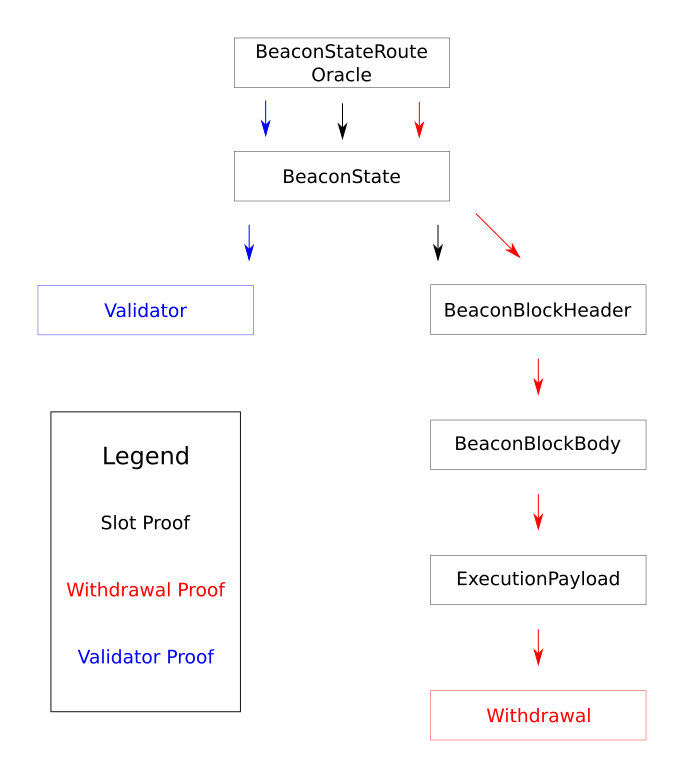 BeaconStateRoute
Oracle
BeaconState
Validator
BeaconBlockHeader
BeaconBlockBody
ExecutionPayload
Withdrawal
Legend
Slot Proof
Withdrawal Proof
Validator Proof